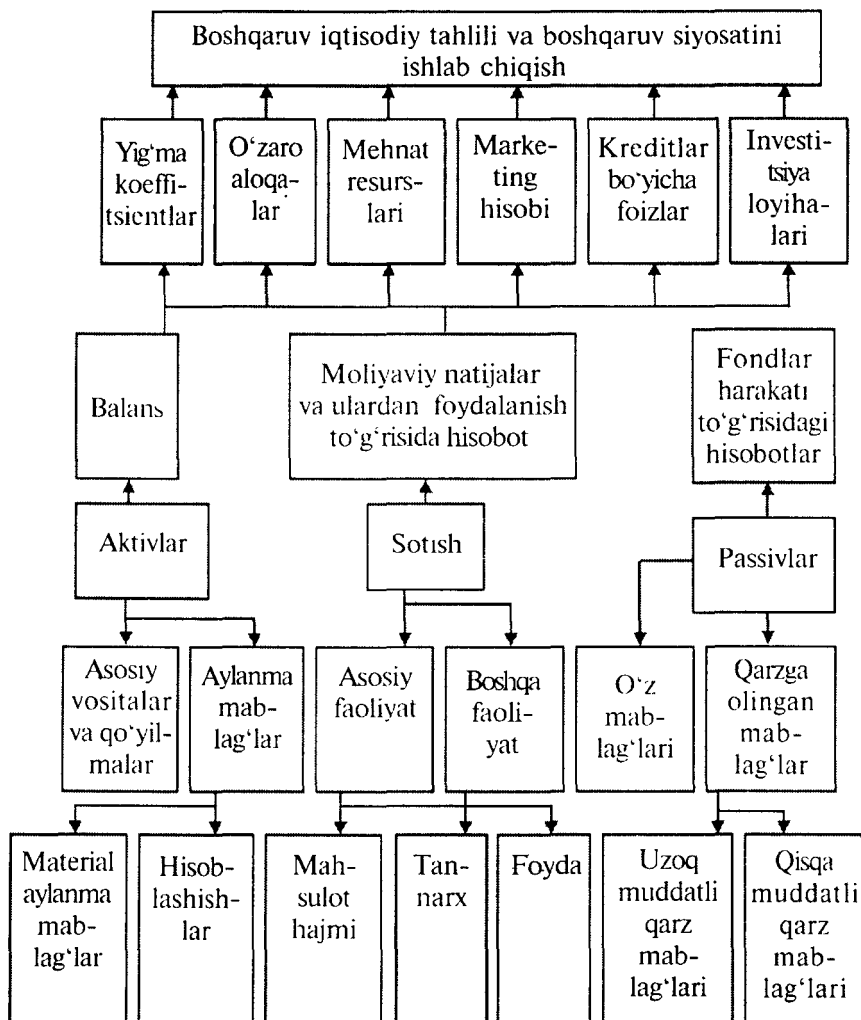 Boshqaruv iqtisodiy tahlili va boshqaruv siyosatini
ishlab chiqish
Yig‘ma
koeffi-
tsientlar
O‘zaro
aloqa-
lar
Mehnat
resurs-
lari
Marke-
ting
hisobi
Kreditlar
bo‘yicha
foizlar
Investi-
tsiya
loyiha-
lari
Balans
Moliyaviy natijalar
va ulardan foydalanish
to‘g‘risida hisobot
Fondlar
harakati
to‘g‘risidagi
hisobotlar
Aktivlar
Sotish
Passivlar
Asosiy
vositalar
va qo‘yil-
malar
Aylanma
mab-
lag‘lar
Asosiy
faoliyat
Boshqa
faoli-
yat
O‘z
mab-
lag‘lari
Qarzga
olingan
mab-
lag‘lar
Material
aylanma
mab-
lag‘lar
Hisob-
lashish-
lar
Mah-
sulot
hajmi
Tan-
narx
Foyda
Uzoq
muddatli
qarz
mab-
lag‘lari
Qisqa
muddatli
qarz
mab-
lag‘lari